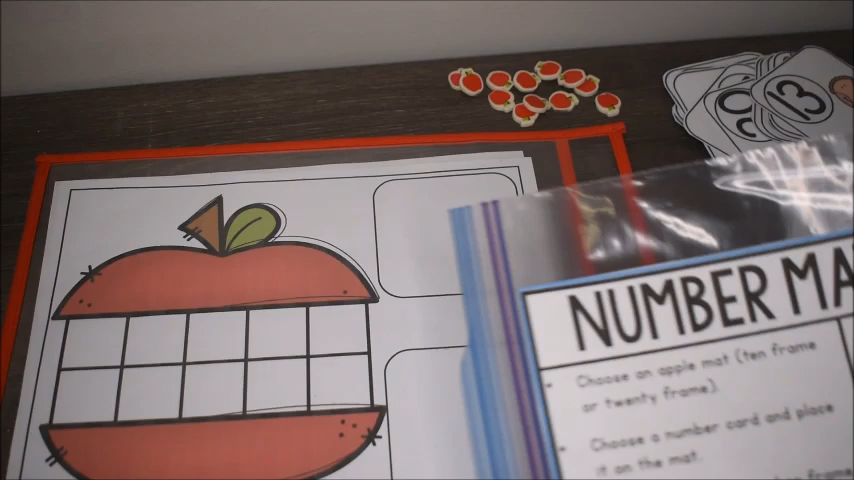 13
NUMBER MA
- Choose an apple mat (ten frame
or twenty frame).
- Choose a number card and place
it on the mat.